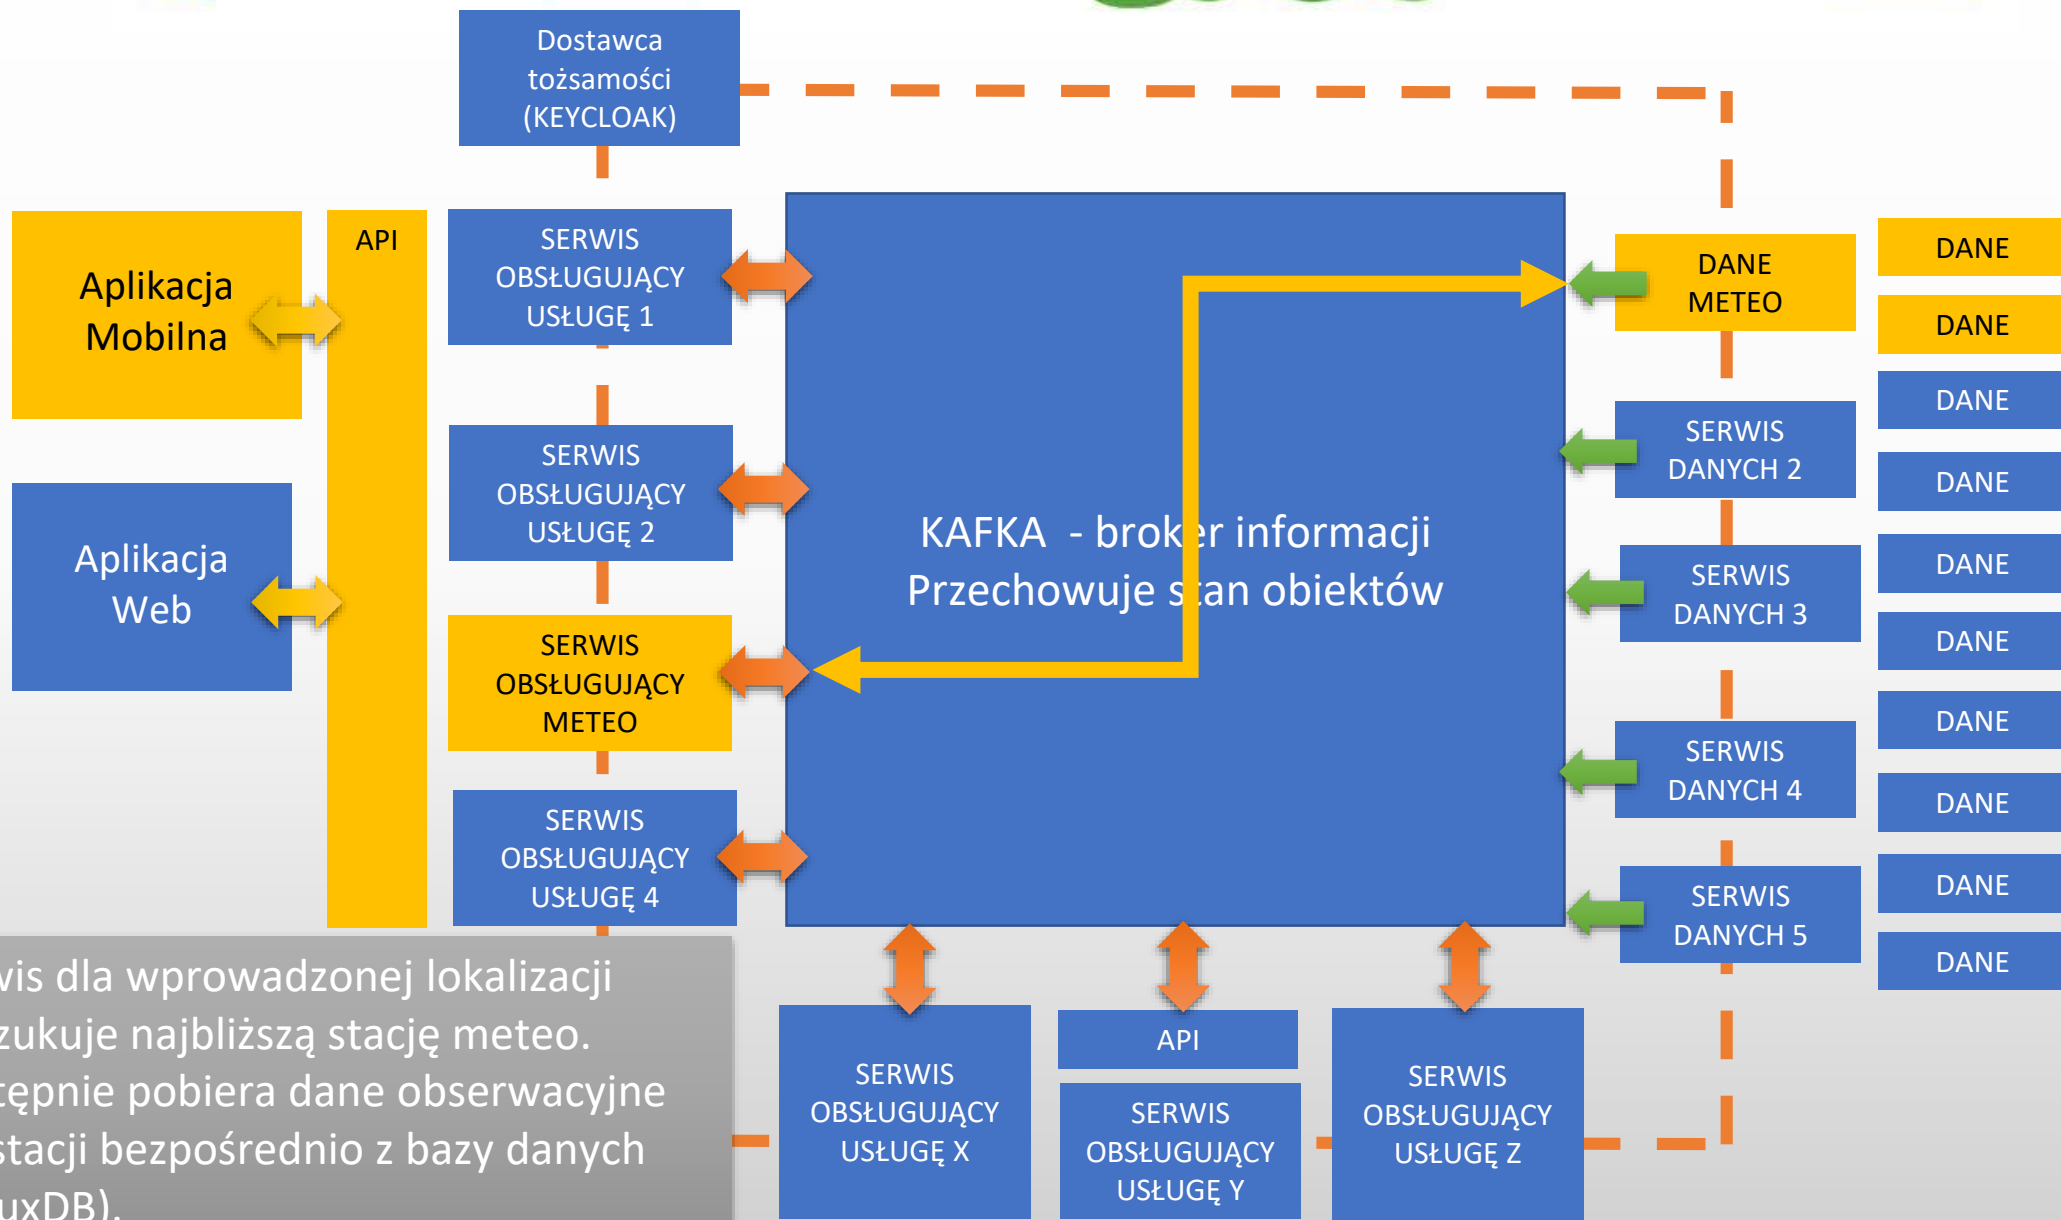 Dostawca
tożsamości
(KEYCLOAK)
Aplikacja
Mobilna
API
Aplikacja
Web
SERWIS
OBSŁUGUJĄCY
USŁUGĘ 1
SERWIS
OBSŁUGUJĄCY
USŁUGĘ 2
SERWIS
OBSŁUGUJĄCY
METEO
SERWIS
OBSŁUGUJĄCY
USŁUGĘ 4
KAFKA - broker informacji
Przechowuje stan obiektów
DANE
METEO
SERWIS
DANYCH 2
SERWIS
DANYCH 3
SERWIS
DANYCH 4
SERWIS
DANYCH 5
DANE
DANE
DANE
DANE
DANE
DANE
DANE
DANE
DANE
DANE
dla wprowadzonej lokalizacji
najbliższą stację meteo.
pobiera dane obserwacyjne
stacji bezpośrednio z bazy danych
SERWIS
OBSŁUGUJĄCY
USŁUGĘ X
API
SERWIS
OBSŁUGUJĄCY
USŁUGĘ Y
SERWIS
OBSŁUGUJĄCY
USŁUGĘ Z